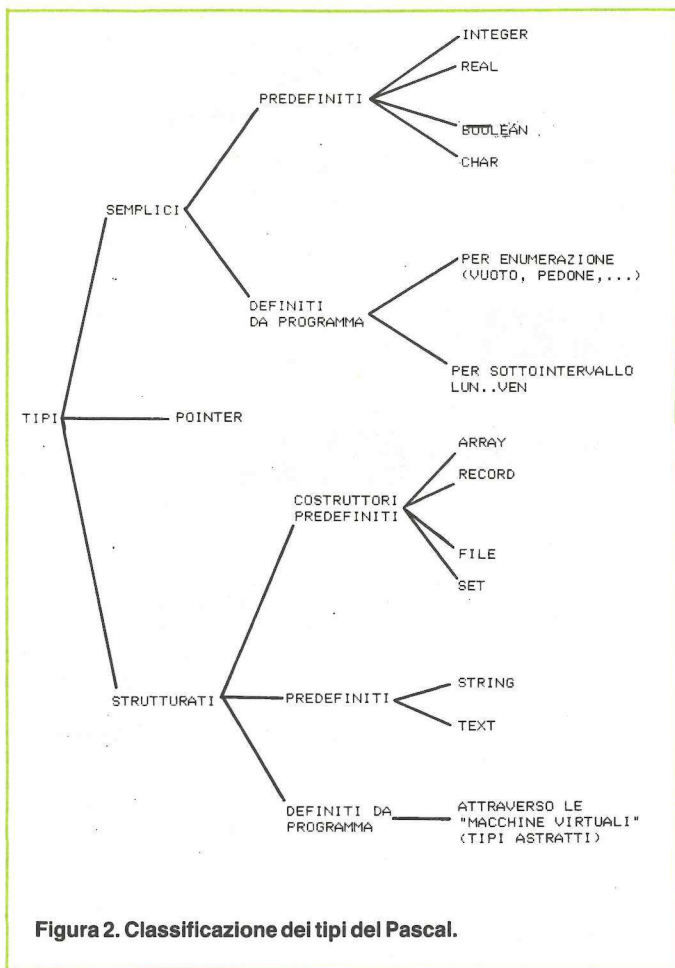 INTEGER
REAL
PREDEFINITI
BOOLEAN
CHAR
SEMPLICI
PER ENUMERAZIONE
(VUOTO, PEDONE,...)
DEFINITI
DA PROGRAMMA
PER SOTTOINTERVALLO
LUN..VEN
TIPI
POINTER
ARRAY
RECORD
COSTRUTTORI
PREDEFINITI
FILE
SET
STRUTTURATI
PREDEFINITI
STRING
TEXT
DEFINITI DA
PROGRAMMA
ATTRAVERSO LE
"MACCHINE VIRTUALI"
(TIPI ASTRATTI)
Figura 2. Classificazione dei tipi del Pascal.